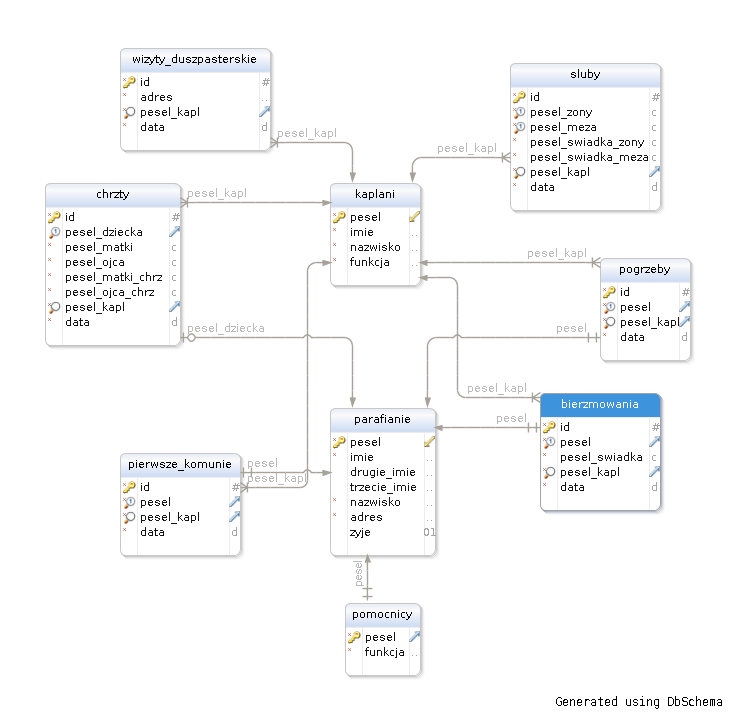 wizyty_duszpasterskie
id #
adres ..
pesel_kapl
data d
pesel_kapl
sluby
id #
pesel_zony c
pesel_meza c
pesel_swiadka_zony c
pesel_swiadka_meza c
pesel_kapl
data d
pesel_kapl
chrzty
id #
pesel_dziecka
pesel_matki c
pesel_ojca c
pesel_matki_chrz c
pesel_ojca_chrz c
pesel_kapl
data d
pesel_kapl
pesel_dziecka
kaplani
pesel
imie ..
nazwisko ..
funkcja ..
pesel_kapl
pesel
pogrzeby
id #
pesel
pesel_kapl
data d
pesel_kapl
pesel
bierzmowania
id #
pesel
pesel_swiadka c
pesel_kapl
data d
parafianie
pesel
imie ..
drugie_imie ..
trzecie_imie ..
nazwisko ..
adres ..
zyje 01
pierwsze_komunie
id #
pesel
pesel_kapl
data d
pesel
pesel_kapl
pesel
pomocnicy
pesel
funkcja ..
Generated using DbSchema